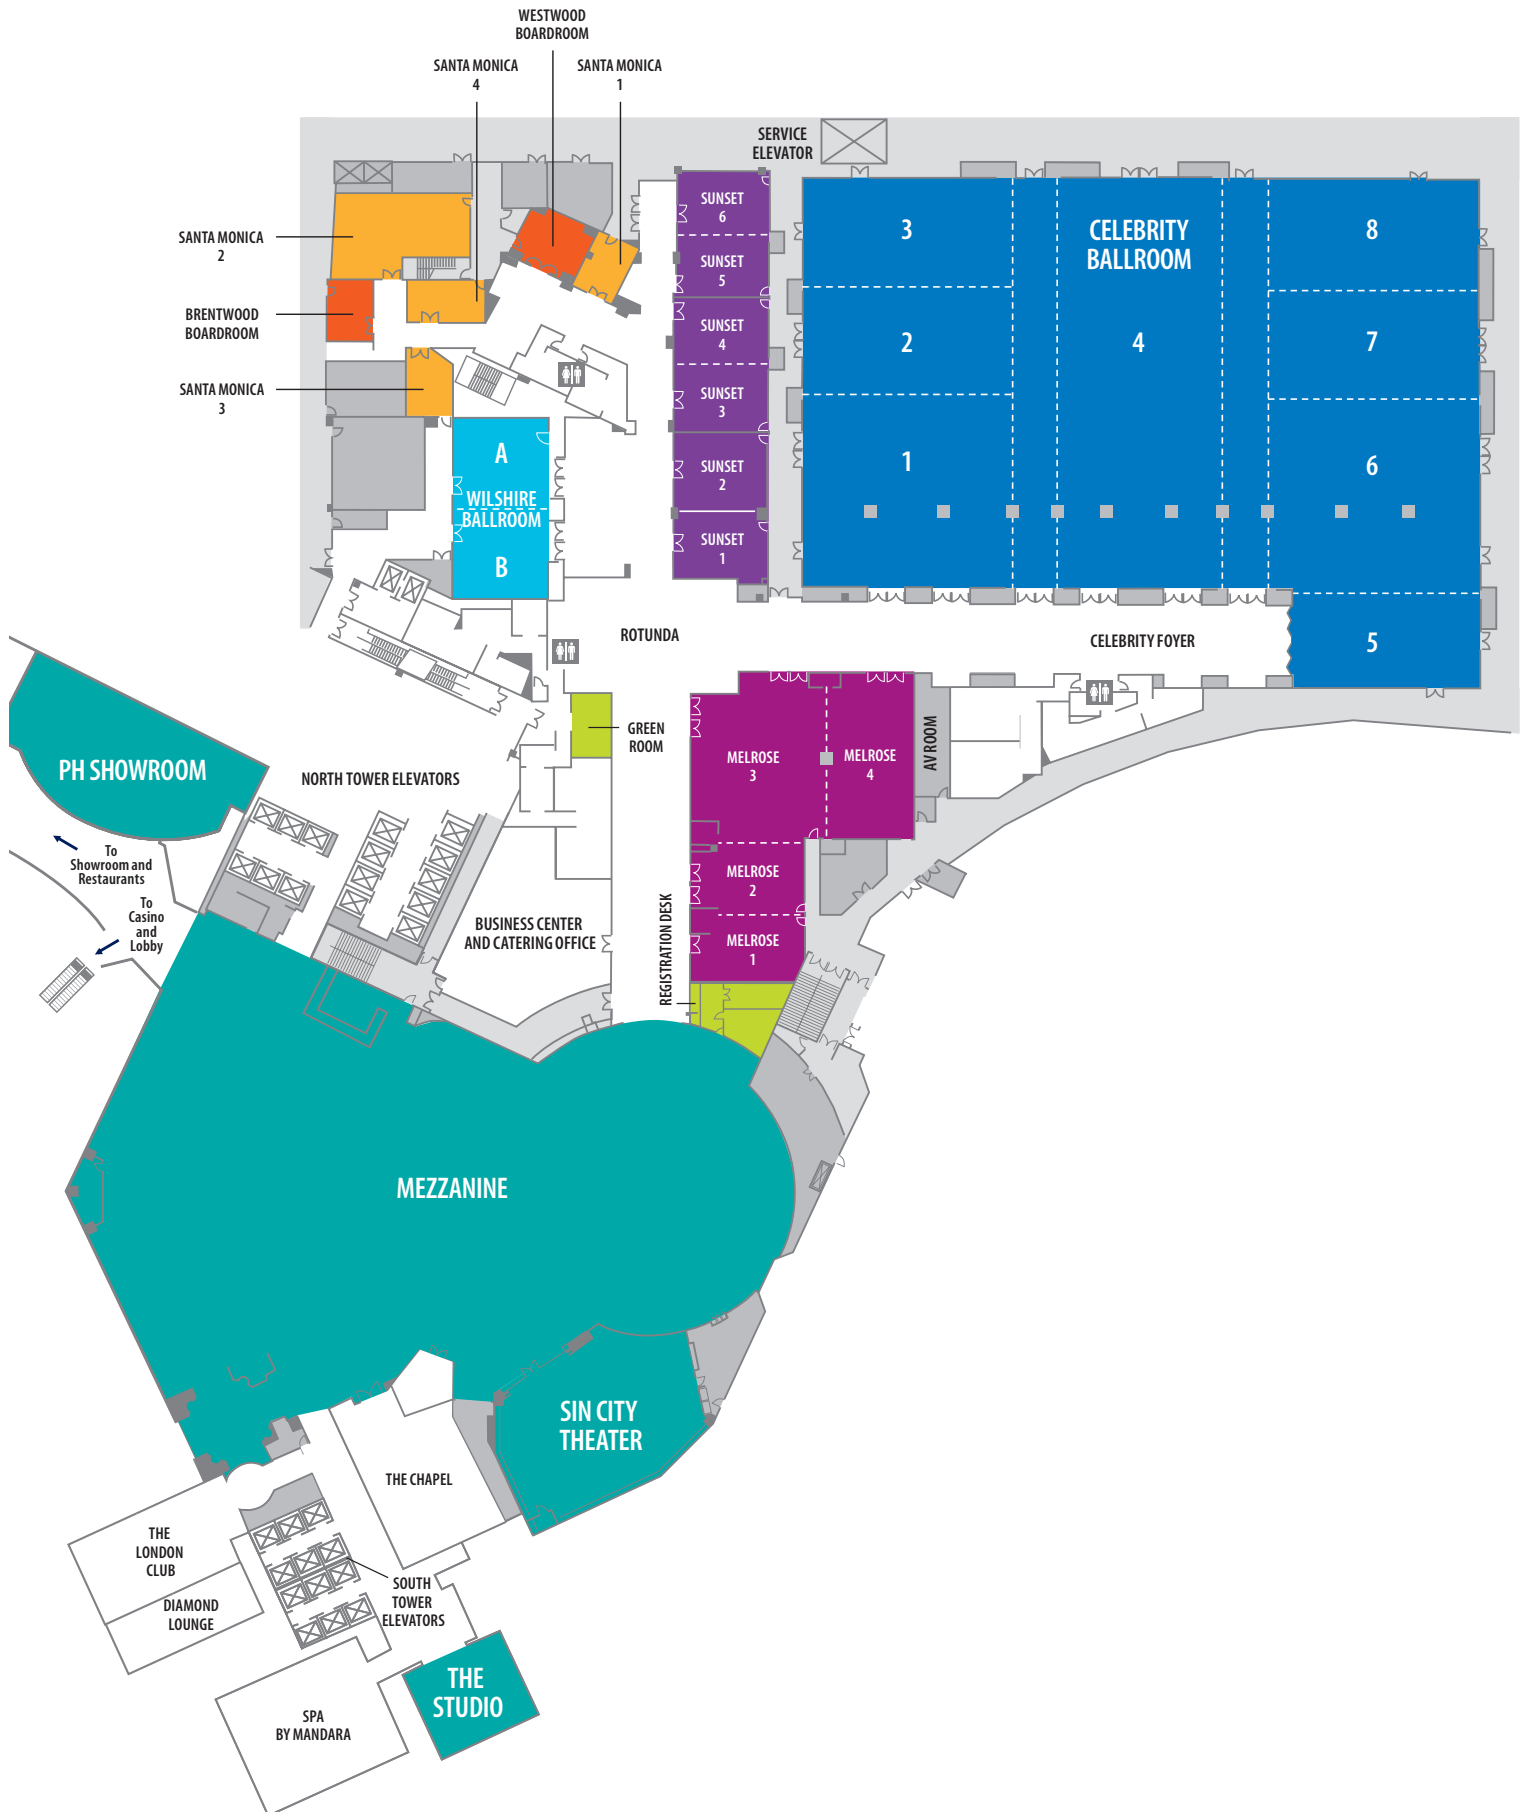 WESTWOOD
BOARDROOM
SANTA MONICA
4
SANTA MONICA
1
SERVICE
ELEVATOR
SANTA MONICA
2
BRENTWOOD
BOARDROOM
SANTA MONICA
3
SUNSET
6
SUNSET
5
SUNSET
4
SUNSET
3
SUNSET
2
SUNSET
1
3
2
1
CELEBRITY
BALLROOM
4
8
7
6
5
A
WILSHIRE
BALLROOM
B
ROTUNDA
CELEBRITY FOYER
GREEN
ROOM
MELROSE
3
MELROSE
4
AV ROOM
MELROSE
2
MELROSE
1
REGISTRATION DESK
PH SHOWROOM
NORTH TOWER ELEVATORS
To
Showroom and
Restaurants
To
Casino
and
Lobby
BUSINESS CENTER
AND CATERING OFFICE
MEZZANINE
SIN CITY
THEATER
THE CHAPEL
THE
LONDON
CLUB
DIAMOND
LOUNGE
SOUTH
TOWER
ELEVATORS
THE
STUDIO
SPA
BY MANDARA